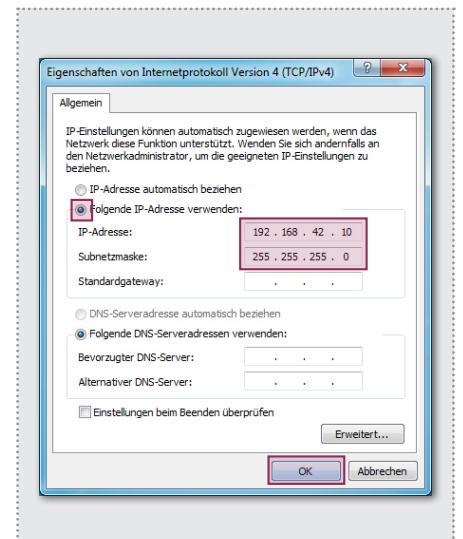 Eigenschaften von Internetprotokoll Version 4 (TCP/IPv4)
Allgemein
IP-Einstellungen können automatisch zugewiesen werden, wenn das
Netzwerk diese Funktion unterstützt. Wenden Sie sich andernfalls an
den Netzwerkadministrator, um die geeigneten IP-Einstellungen zu
beziehen.
IP-Adresse automatisch beziehen
Folgende IP-Adresse verwenden:
IP-Adresse: 192 . 168 . 42 . 10
Subnetzmaske: 255 . 255 . 255 . 0
Standardgateway: . . .
DNS-Serveradresse automatisch beziehen
Folgende DNS-Serveradressen verwenden:
Bevorzugter DNS-Server: . . .
Alternativer DNS-Server: . . .
Einstellungen beim Beenden überprüfen
Erweitert...
OK Abbrechen